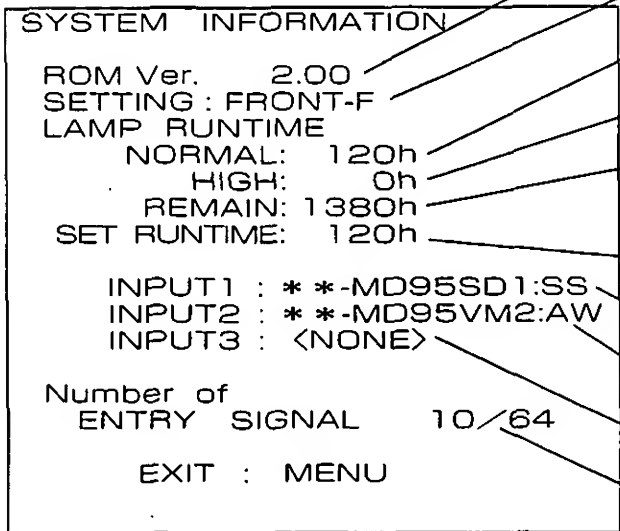 SYSTEM INFORMATION
ROM Ver. 2.00
SETTING : FRONT-F
LAMP RUNTIME
NORMAL: 120h
HIGH: 0h
REMAIN: 1380h
SET RUNTIME: 120h
INPUT1 : **-MD95SD1:SS
INPUT2 : **-MD95VM2:AW
INPUT3 : <NONE>
Number of
ENTRY SIGNAL 10/64
EXIT : MENU